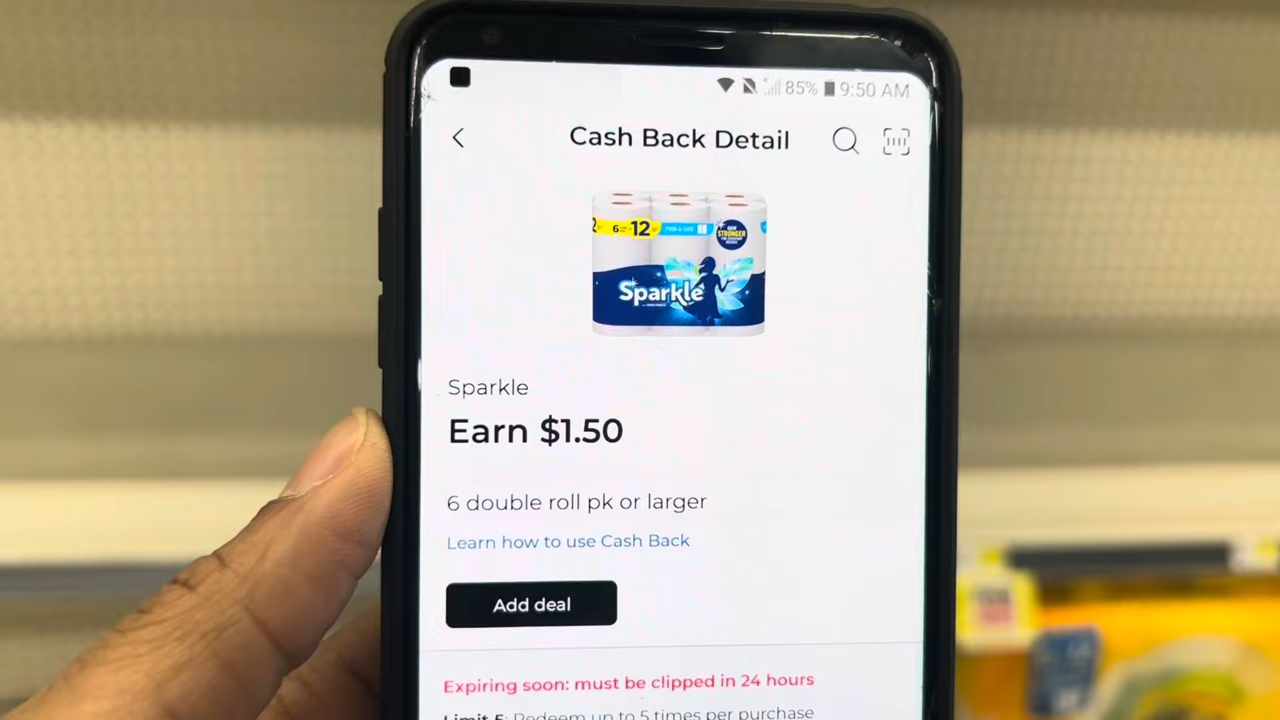 85% 9:50 AM
Cash Back Detail
6 12
STRONGER
Sparkle
Sparkle
Earn $1.50
6 double roll pk or larger
Learn how to use Cash Back
Add deal
Expiring soon: must be clipped in 24 hours
Limit 5: Redeem up to 5 times per purchase